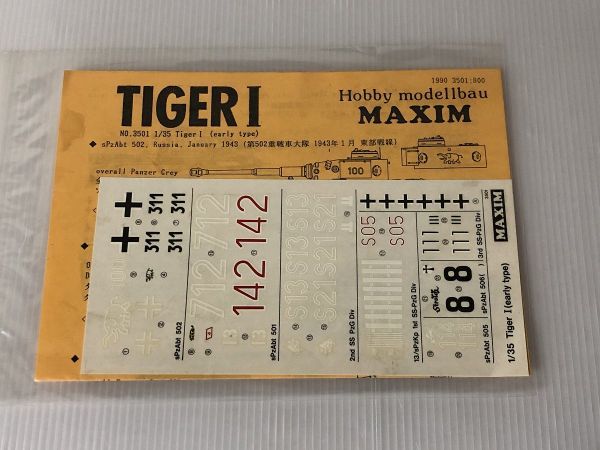 TIGER I
1990 3501:800
Hobby modellbau
MAXIM
NO.3501 1/35 Tiger I (early type)
◆ sPzAbt 502, Russia, January 1943 (第502重戦車大隊 1943年1月 東部戦線)
overall Panzer Grey
100
311
311
311
311
712
712
142
142
S13
S13
S21
S21
S05
S05
8
8
sPzAbt 502
sPzAbt 501
2nd SS PzG Div
13/sPzKp 1st SS-PzG Div
3rd SS-PzG Div
sPzAbt 506( )
sPzAbt 505
3501
MAXIM
1/35 Tiger I (early type)